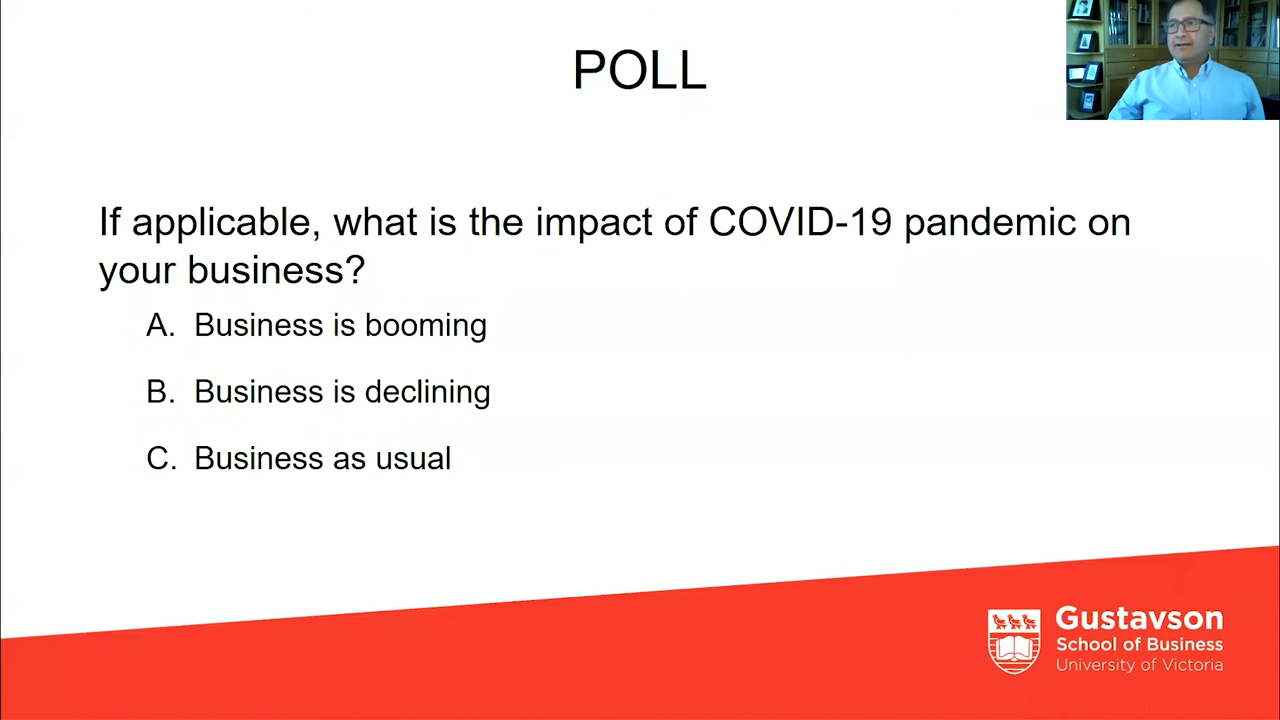 POLL
If applicable, what is the impact of COVID-19 pandemic on
your business?
A. Business is booming
B. Business is declining
C. Business as usual
Gustavson
School of Business
University of Victoria